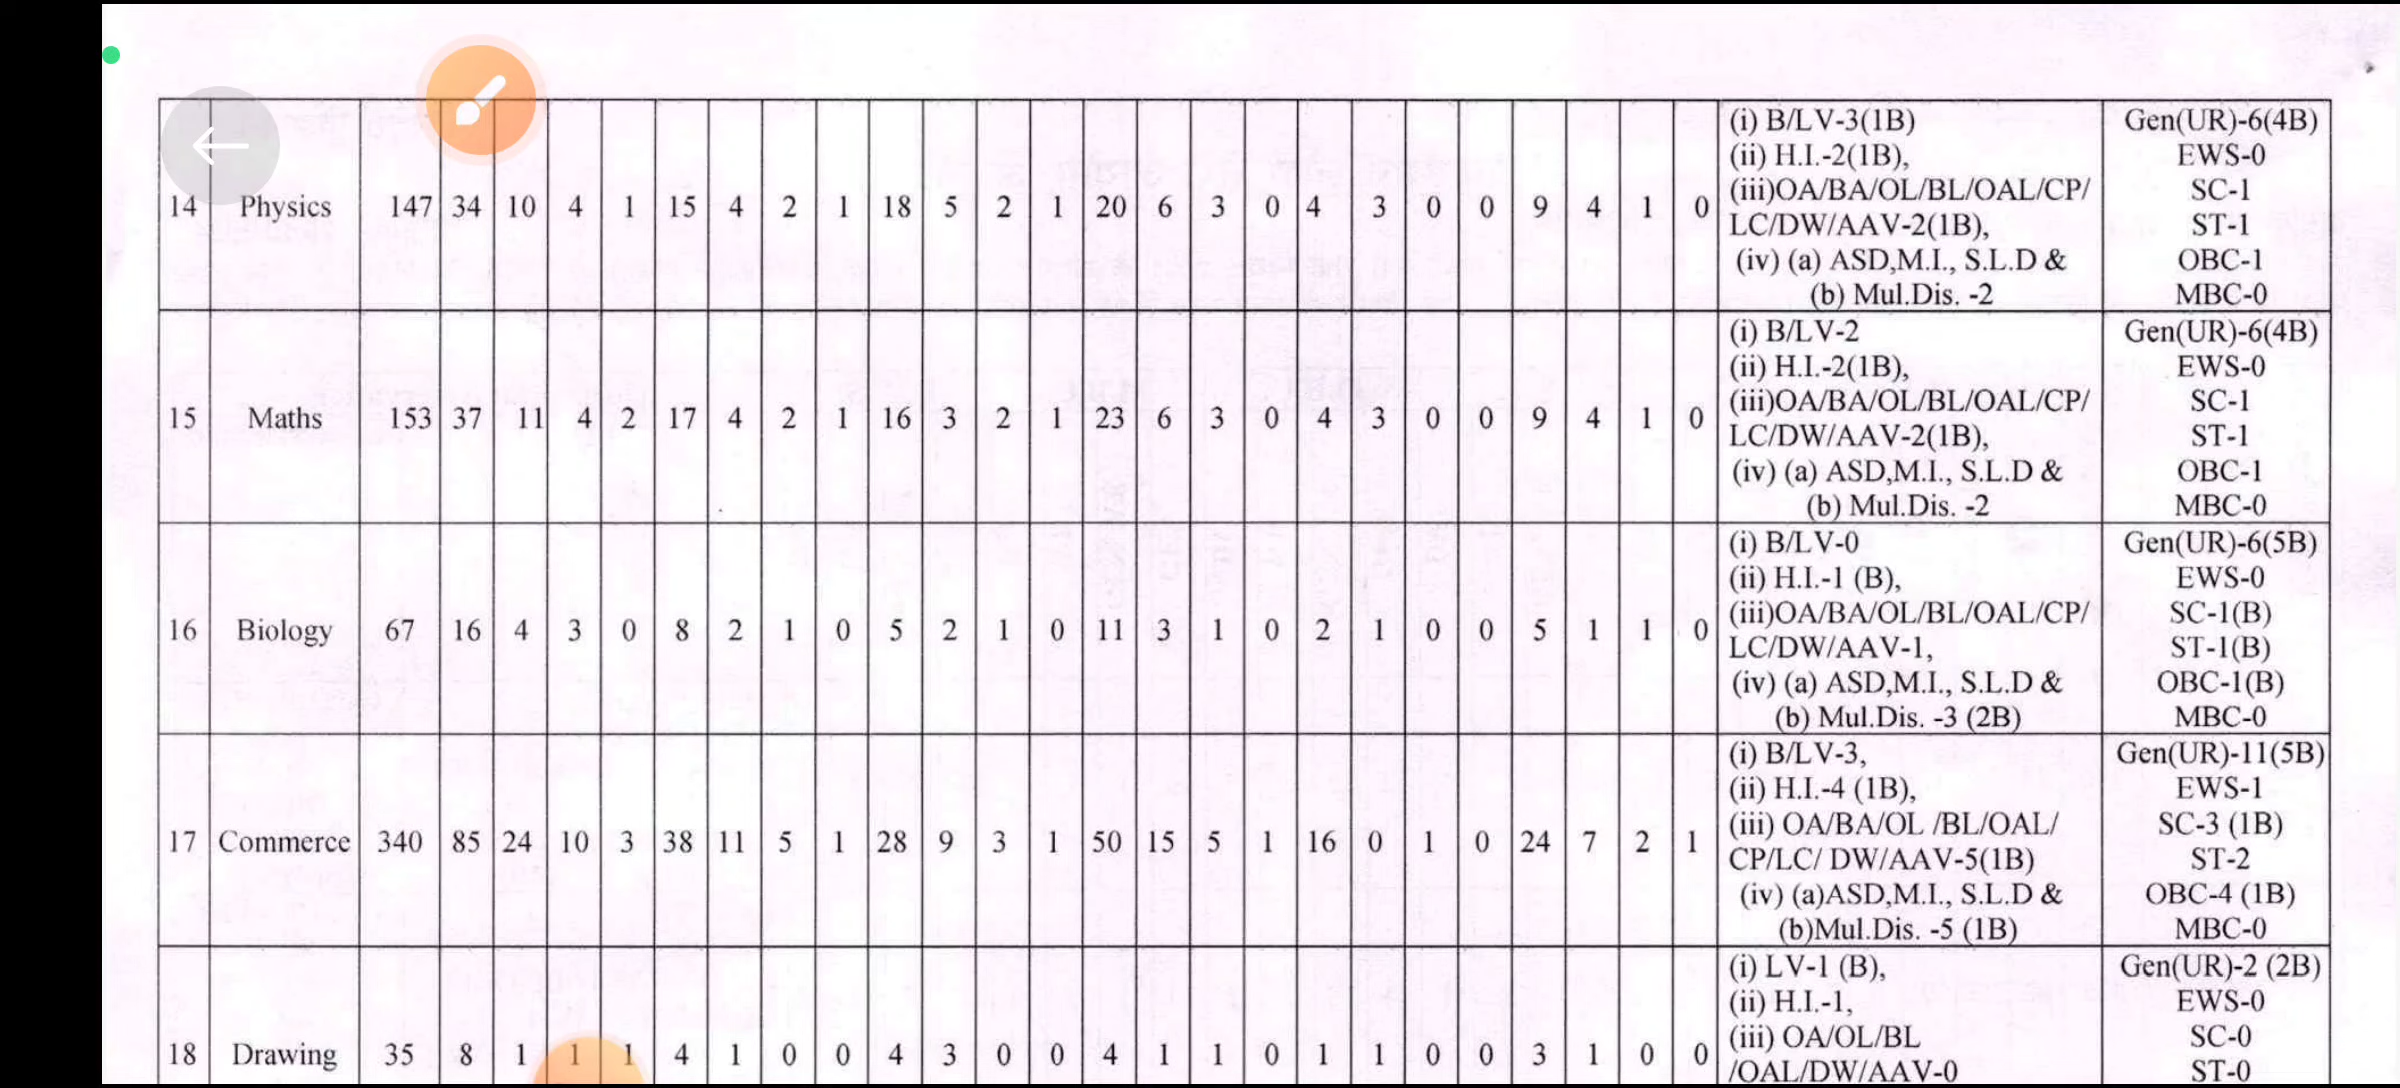 (i) B/LV-3(1B) Gen(UR)-6(4B)
(ii) H.I.-2(1B), EWS-0
(iii)OA/BA/OL/BL/OAL/CP/ SC-1
14 Physics 147 34 10 4 1 15 4 2 1 18 5 2 1 20 6 3 0 4 3 0 0 9 4 1 0
LC/DW/AAV-2(1B), ST-1
(iv) (a) ASD,M.I., S.L.D & OBC-1
(b) Mul.Dis. -2 MBC-0
(i) B/LV-2 Gen(UR)-6(4B)
(ii) H.I.-2(1B), EWS-0
(iii)OA/BA/OL/BL/OAL/CP/ SC-1
15 Maths 153 37 11 4 2 17 4 2 1 16 3 2 1 23 6 3 0 4 3 0 0 9 4 1 0
LC/DW/AAV-2(1B), ST-1
(iv) (a) ASD,M.I., S.L.D & OBC-1
(b) Mul.Dis. -2 MBC-0
(i) B/LV-0 Gen(UR)-6(5B)
(ii) H.I.-1 (B), EWS-0
(iii)OA/BA/OL/BL/OAL/CP/ SC-1(B)
16 Biology 67 16 4 3 0 8 2 1 0 5 2 1 0 11 3 1 0 2 1 0 0 5 1 1 0
LC/DW/AAV-1, ST-1(B)
(iv) (a) ASD,M.I., S.L.D & OBC-1(B)
(b) Mul.Dis. -3 (2B) MBC-0
(i) B/LV-3, Gen(UR)-11(5B)
(ii) H.I.-4 (1B), EWS-1
(iii) OA/BA/OL /BL/OAL/ SC-3 (1B)
17 Commerce 340 85 24 10 3 38 11 5 1 28 9 3 1 50 15 5 1 16 0 1 0 24 7 2 1
CP/LC/ DW/AAV-5(1B) ST-2
(iv) (a)ASD,M.I., S.L.D & OBC-4 (1B)
(b)Mul.Dis. -5 (1B) MBC-0
(i) LV-1 (B), Gen(UR)-2 (2B)
(ii) H.I.-1, EWS-0
(iii) OA/OL/BL SC-0
18 Drawing 35 8 1 1 1 4 1 0 0 4 3 0 0 4 1 1 0 1 1 0 0 3 1 0 0
/OAL/DW/AAV-0 ST-0